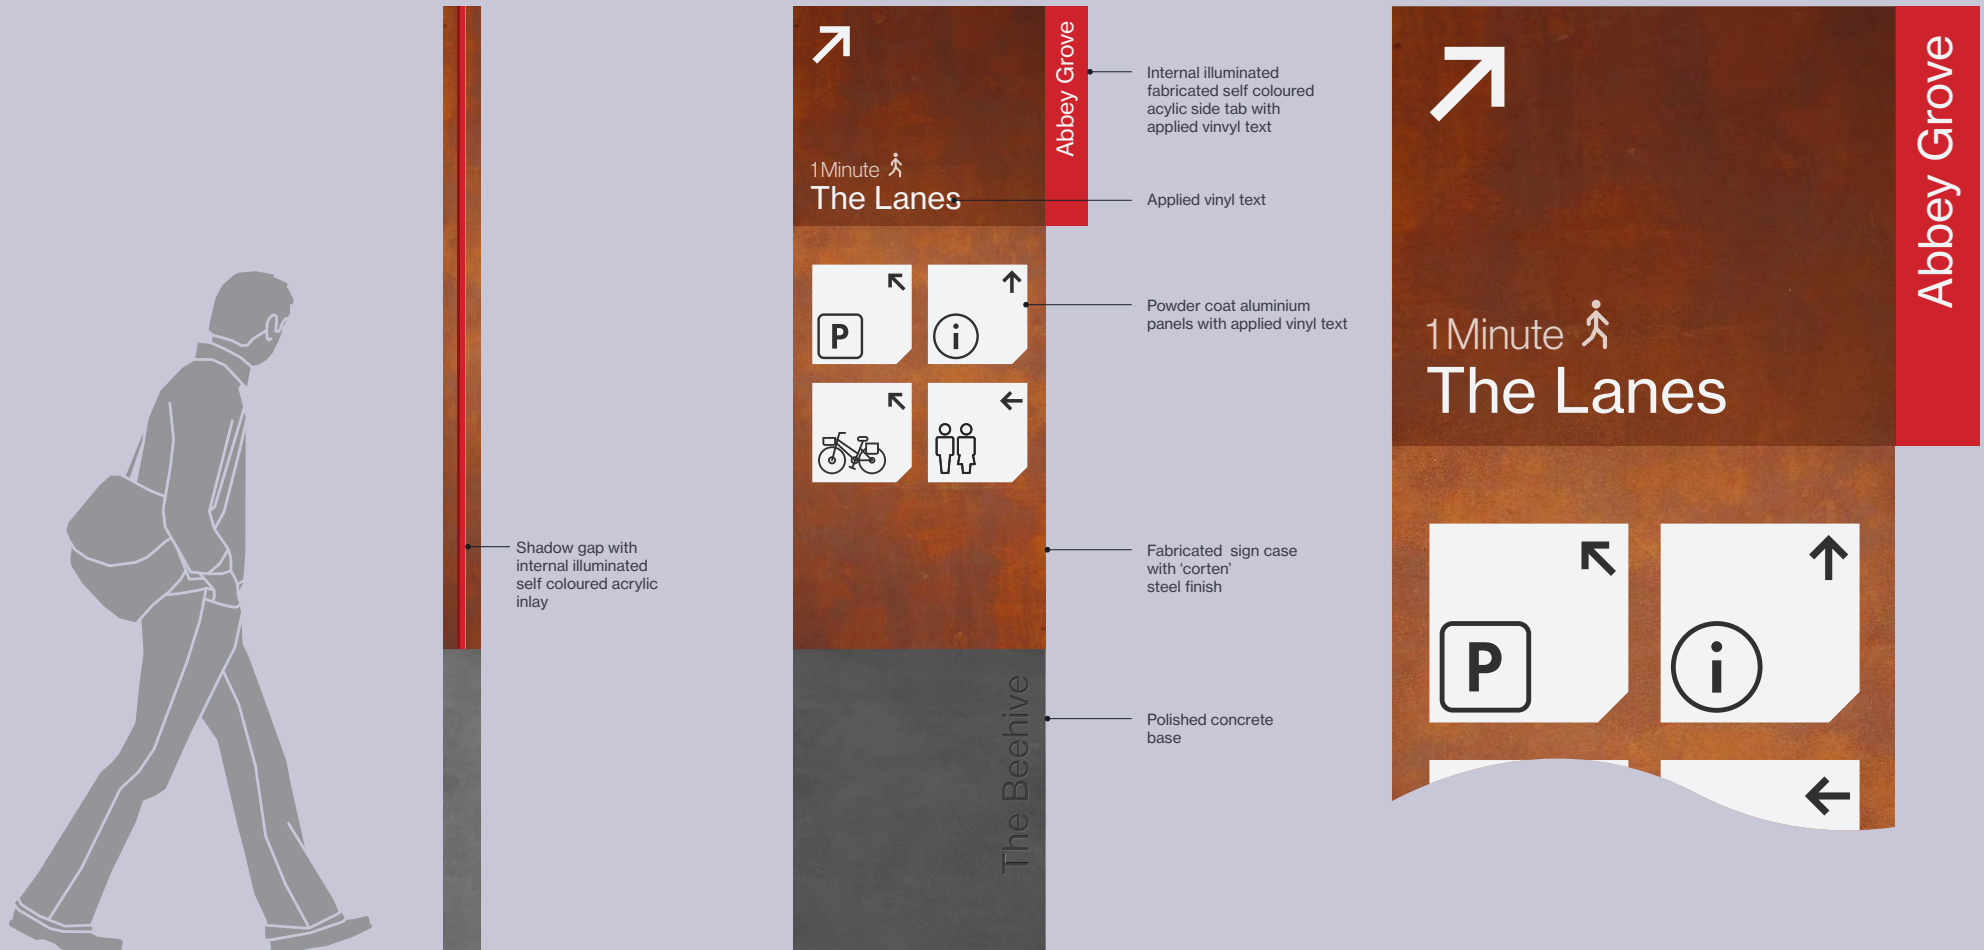 Shadow gap with
internal illuminated
self coloured acrylic
inlay
Abbey Grove
1 Minute
The Lanes
P
i
The Beehive
Internal illuminated
fabricated self coloured
acylic side tab with
applied vinvyl text
Applied vinyl text
Powder coat aluminium
panels with applied vinyl text
Fabricated sign case
with ‘corten’
steel finish
Polished concrete
base
Abbey Grove
1 Minute
The Lanes
P
i